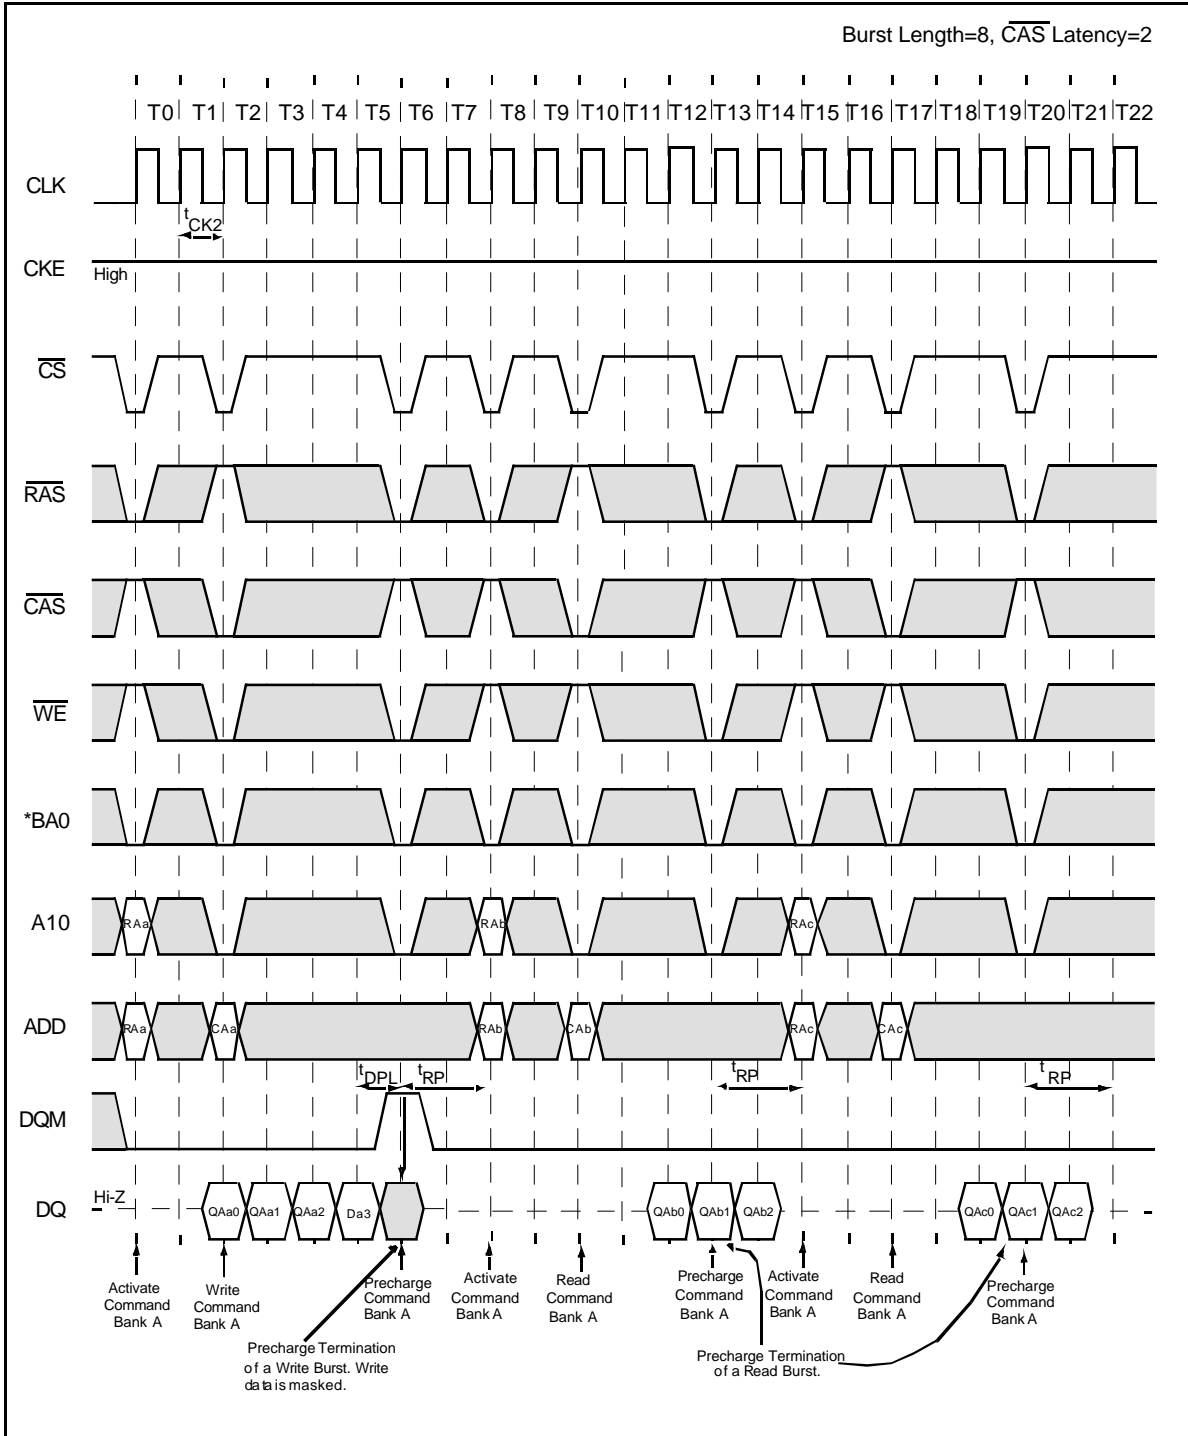 Burst Length=8, CAS Latency=2
T0 T1 T2 T3 T4 T5 T6 T7 T8 T9 T10 T11 T12 T13 T14 T15 T16 T17 T18 T19 T20 T21 T22
CLK
tCK2
CKE
High
CS
RAS
CAS
WE
*BA0
A10
RAa RAb RAc
ADD
RAa CAa RAb CAb RAc CAc
tDPL tRP tRP tRP
DQM
Hi-Z
DQ
QAa0 QAa1 QAa2 Da3 QAb0 QAb1 QAb2 QAc0 QAc1 QAc2
Activate
Command
Bank A
Write
Command
Bank A
Precharge
Command
Bank A
Activate
Command
Bank A
Read
Command
Bank A
Precharge
Command
Bank A
Activate
Command
Bank A
Read
Command
Bank A
Precharge
Command
Bank A
Precharge Termination
of a Write Burst. Write
data is masked.
Precharge Termination
of a Read Burst.